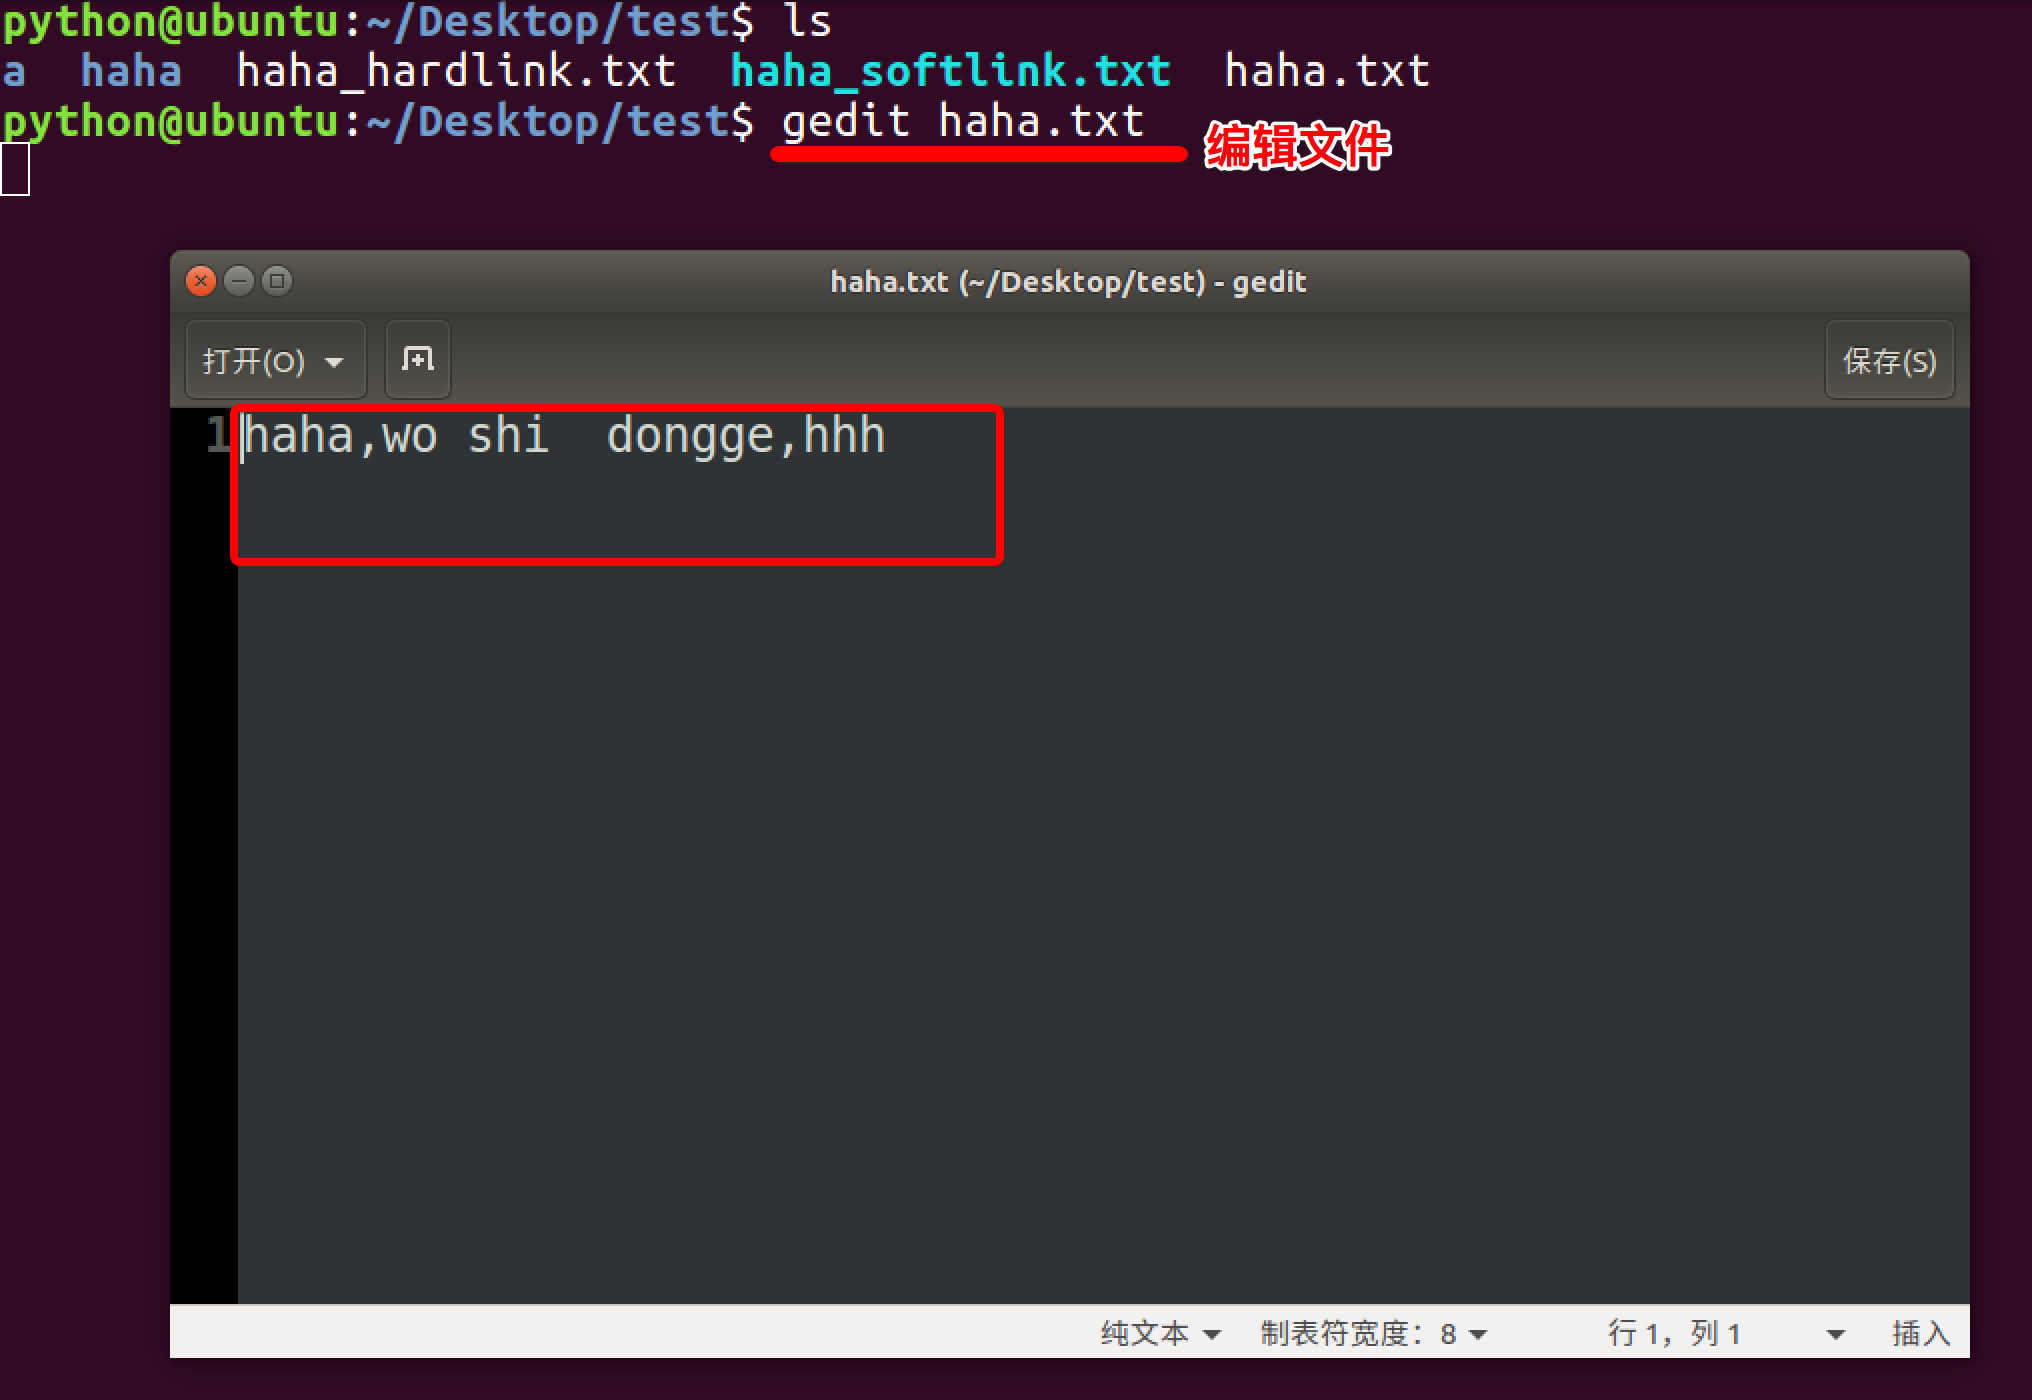 python@ubuntu:~/Desktop/test$ ls
a  haha  haha_hardlink.txt  haha_softlink.txt  haha.txt
python@ubuntu:~/Desktop/test$ gedit haha.txt
编辑文件
haha.txt (~/Desktop/test) - gedit
打开(O) 保存(S)
1 haha,wo shi  dongge,hhh
纯文本 制表符宽度：8 行 1，列 1 插入